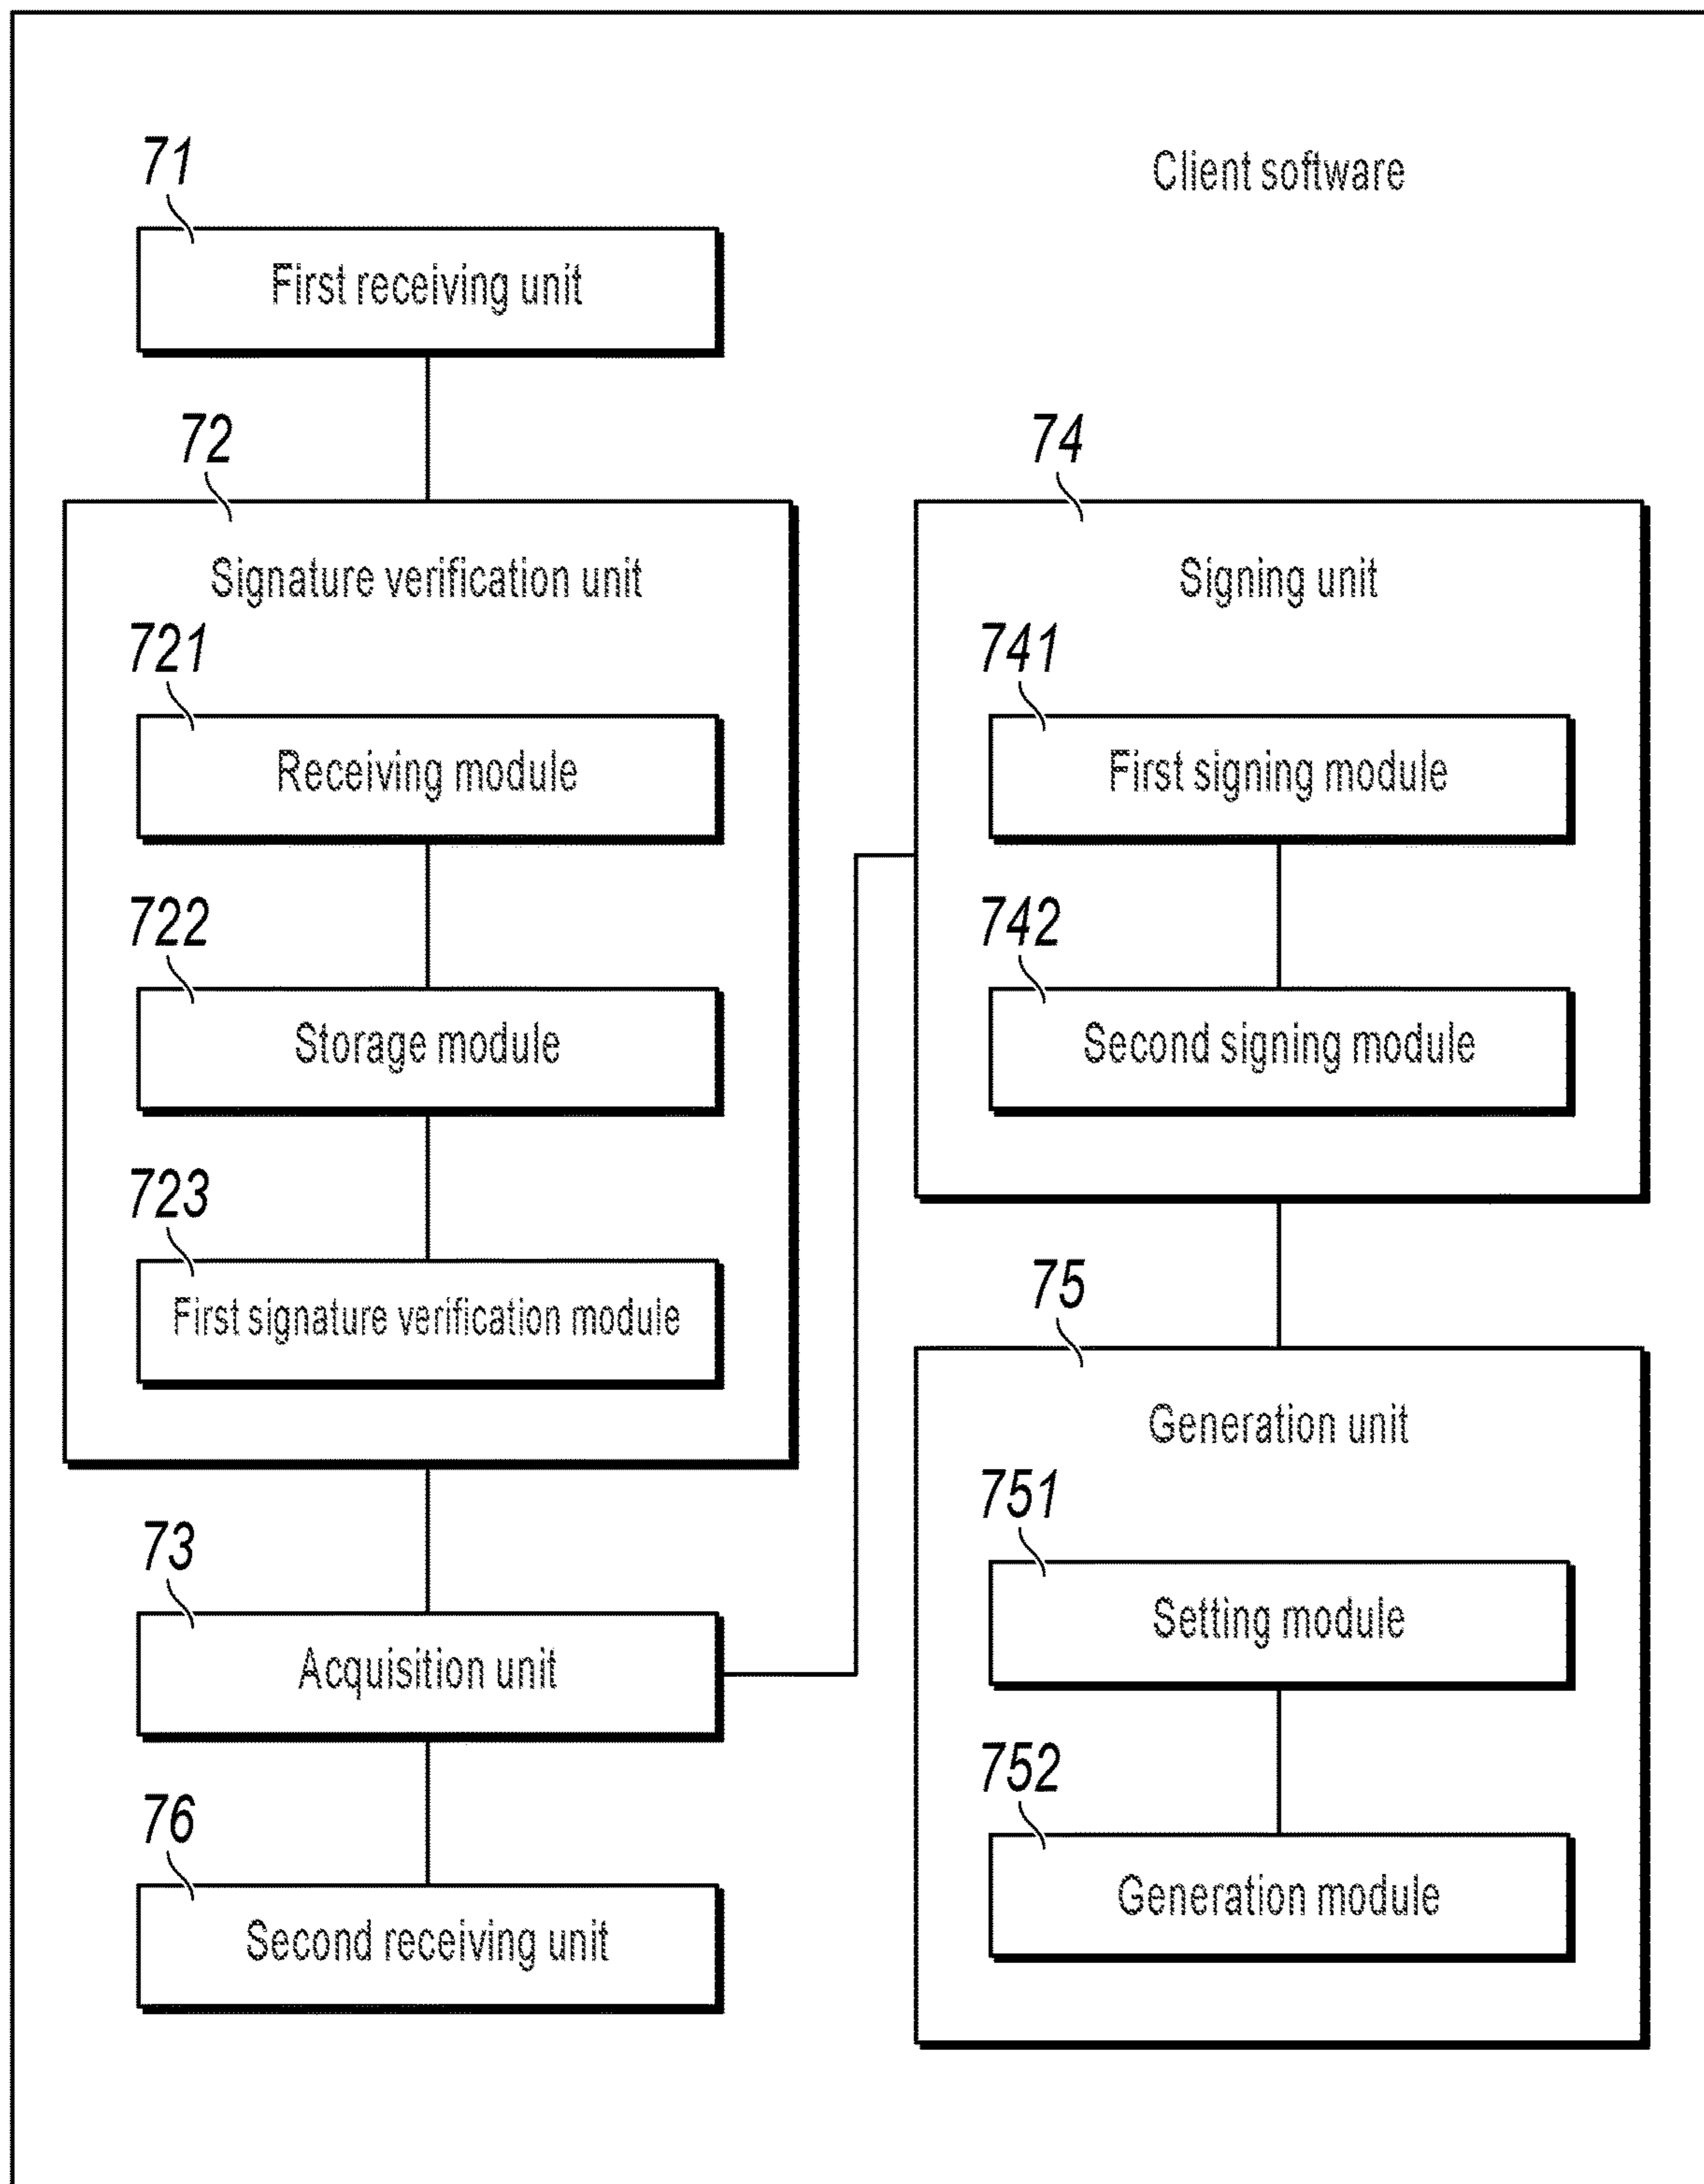 Client software
71
First receiving unit
72
Signature verification unit
721
Receiving module
722
Storage module
723
First signature verification module
73
Acquisition unit
76
Second receiving unit
74
Signing unit
741
First signing module
742
Second signing module
75
Generation unit
751
Setting module
752
Generation module